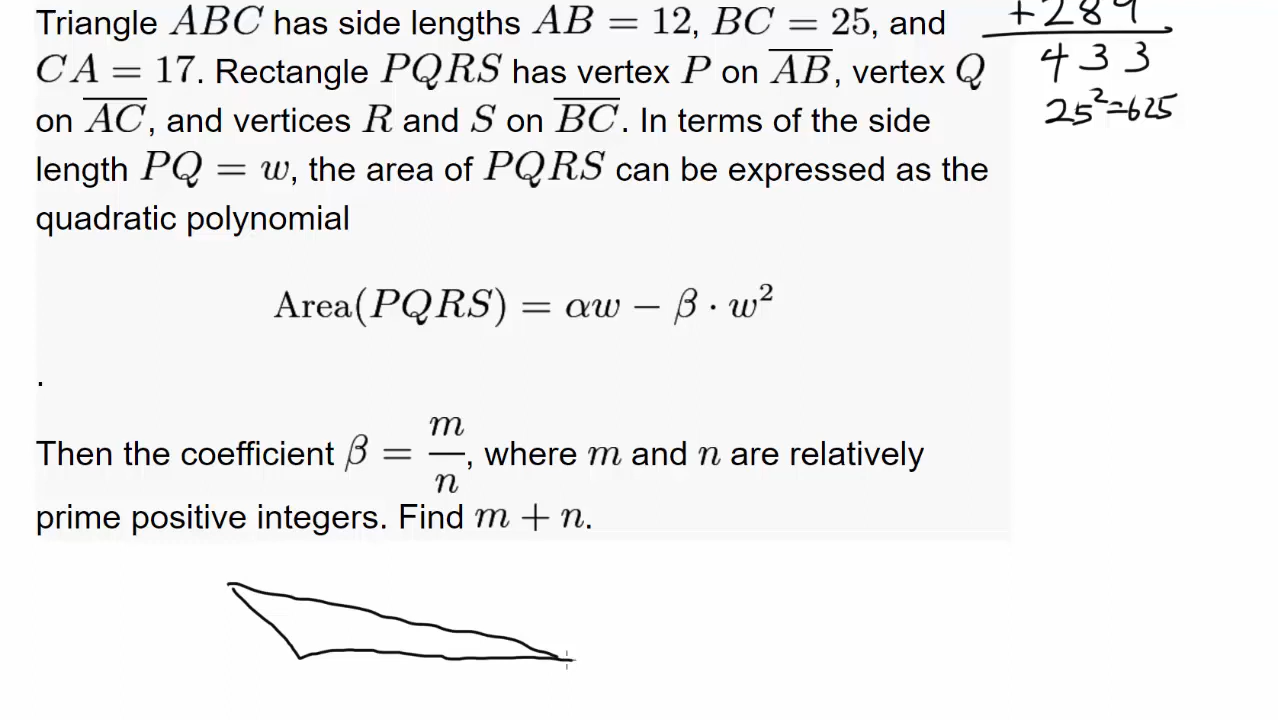 Triangle ABC has side lengths AB = 12, BC = 25, and
CA = 17. Rectangle PQRS has vertex P on AB, vertex Q
on AC, and vertices R and S on BC. In terms of the side
length PQ = w, the area of PQRS can be expressed as the
quadratic polynomial
Area(PQRS) = αw − β · w²
.
Then the coefficient β = m/n, where m and n are relatively
prime positive integers. Find m + n.
+289
433
25²=625